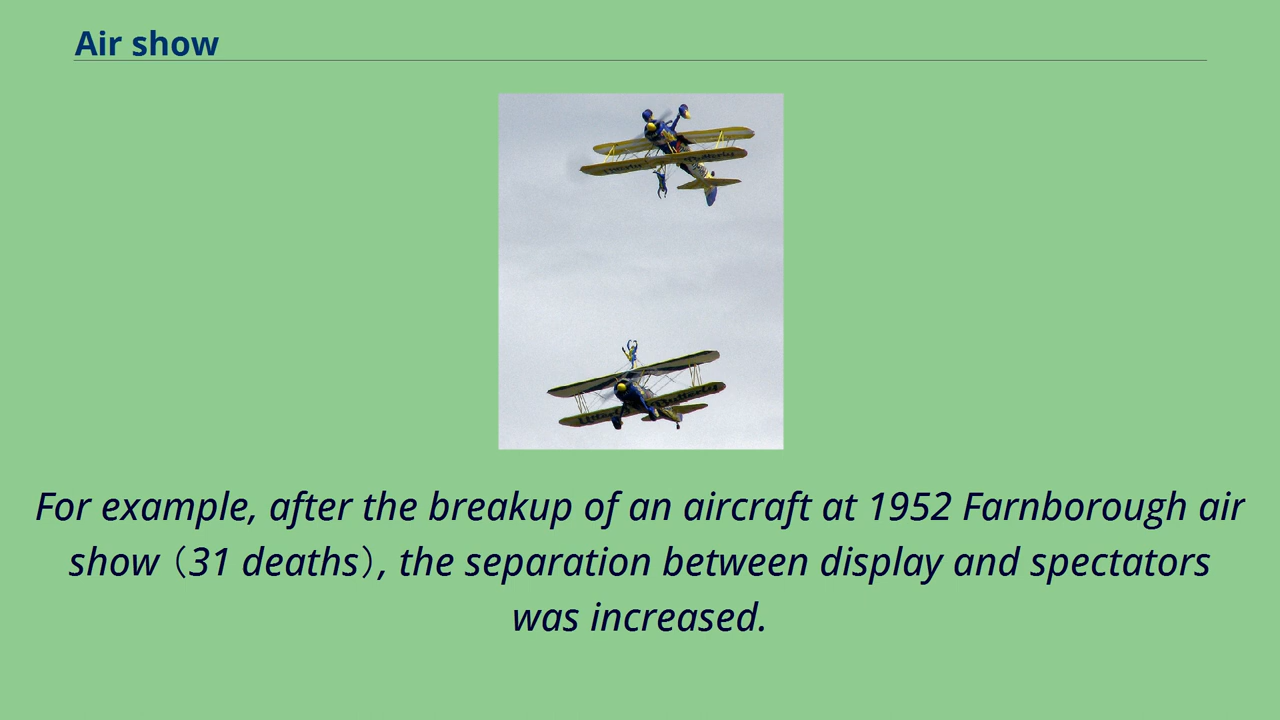 Air show
For example, after the breakup of an aircraft at 1952 Farnborough air
show（31 deaths）, the separation between display and spectators
was increased.